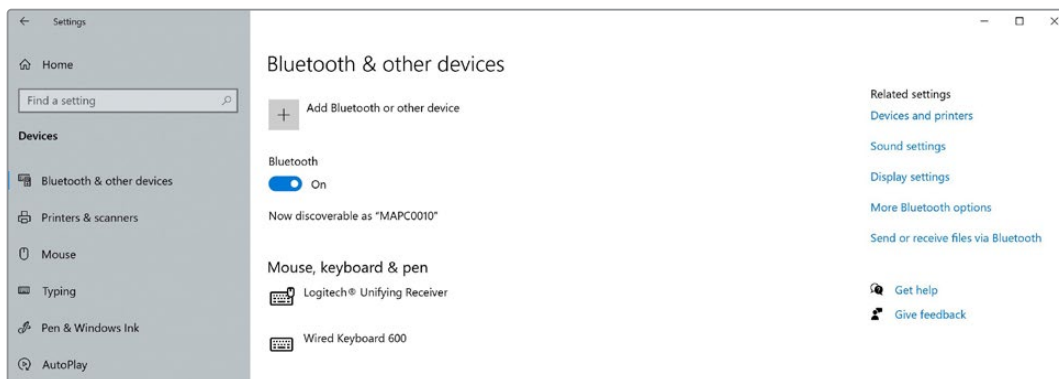 Settings
Home
Find a setting
Devices
Bluetooth & other devices
Printers & scanners
Mouse
Typing
Pen & Windows Ink
AutoPlay
Bluetooth & other devices
Add Bluetooth or other device
Bluetooth
On
Now discoverable as "MAPC0010"
Mouse, keyboard & pen
Logitech® Unifying Receiver
Wired Keyboard 600
Related settings
Devices and printers
Sound settings
Display settings
More Bluetooth options
Send or receive files via Bluetooth
Get help
Give feedback